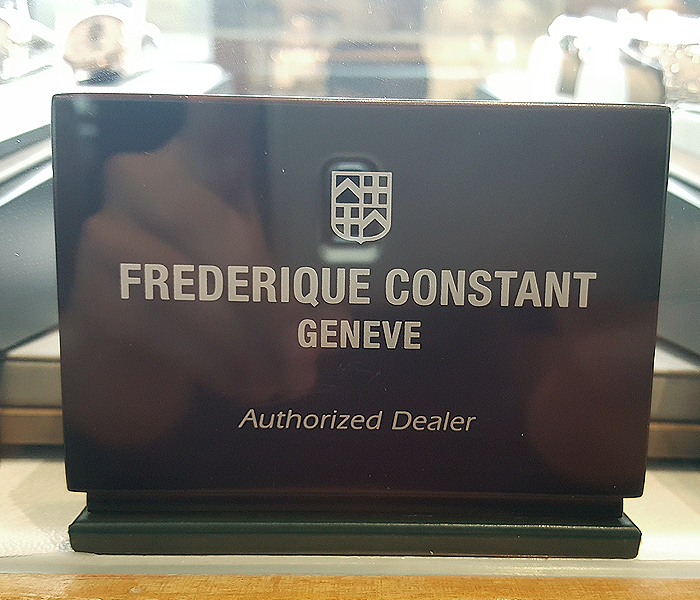 FREDERIQUE CONSTANT
GENEVE
Authorized Dealer